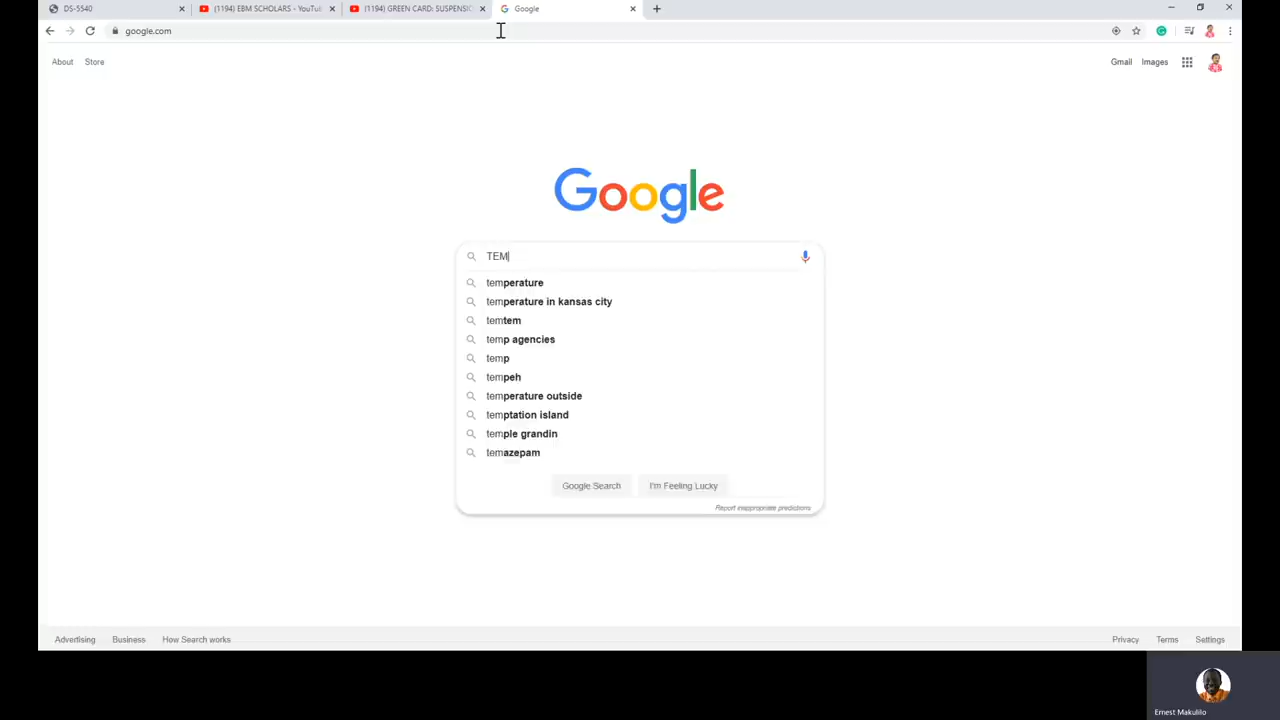 DS-5540
(1194) EBM SCHOLARS - YouTu
(1194) GREEN CARD: SUSPENSIO
Google
google.com
About
Store
Gmail
Images
Google
TEM
temperature
temperature in kansas city
temtem
temp agencies
temp
tempeh
temperature outside
temptation island
temple grandin
temazepam
Google Search
I'm Feeling Lucky
Report inappropriate predictions
Advertising
Business
How Search works
Privacy
Terms
Settings
Ernest Makulilo